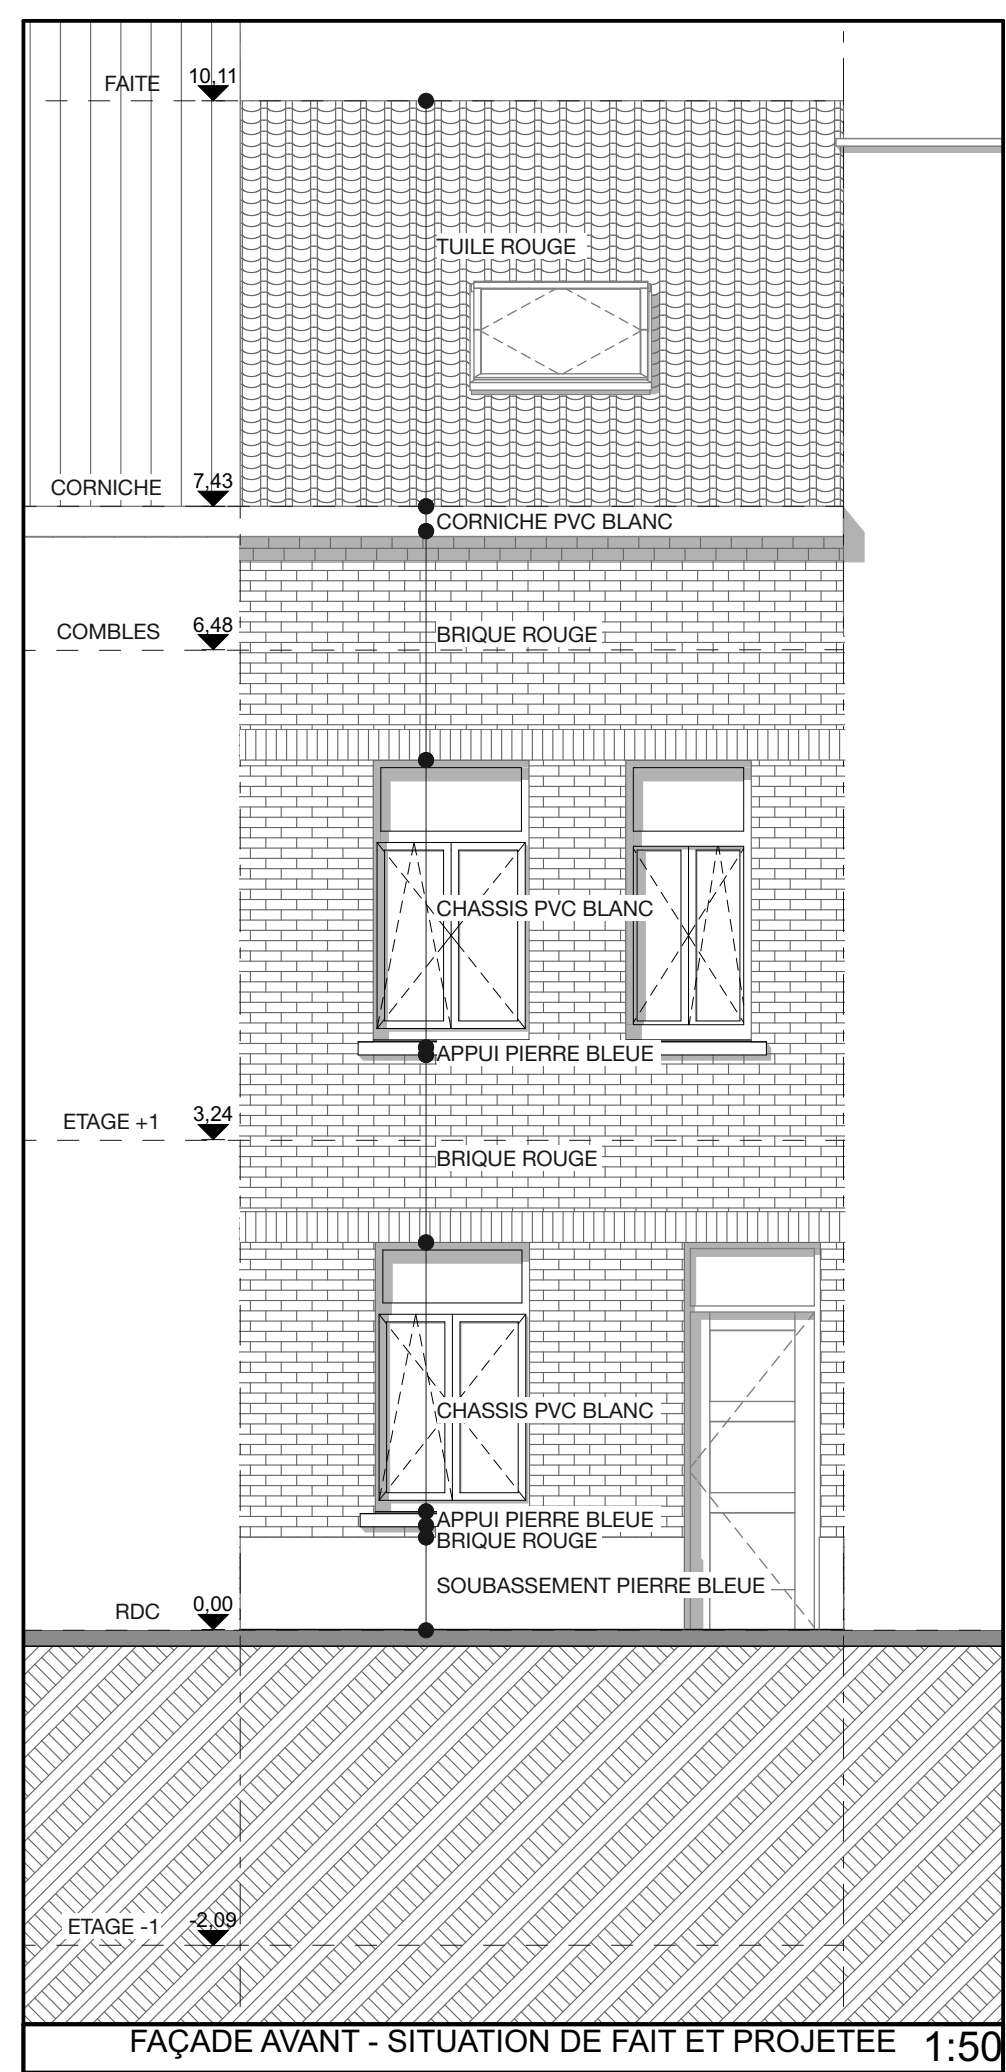 FAITE 10,11
TUILE ROUGE
CORNICHE 7,43
CORNICHE PVC BLANC
COMBLES 6,48
BRIQUE ROUGE
CHASSIS PVC BLANC
APPUI PIERRE BLEUE
ETAGE +1 3,24
BRIQUE ROUGE
CHASSIS PVC BLANC
APPUI PIERRE BLEUE
BRIQUE ROUGE
SOUBASSEMENT PIERRE BLEUE
RDC 0,00
ETAGE -1 -2,09
FAÇADE AVANT - SITUATION DE FAIT ET PROJETEE 1:50